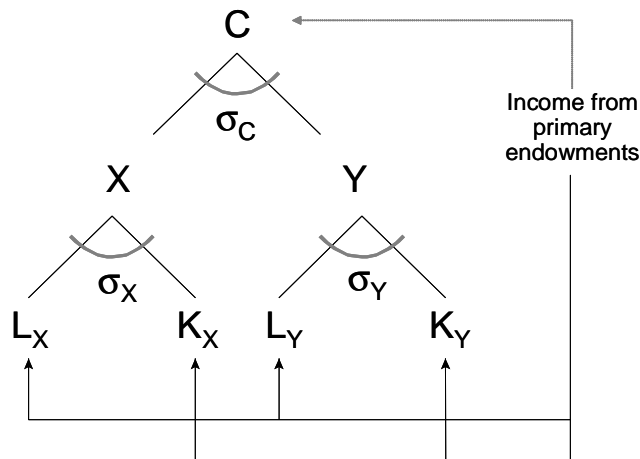 C
σC
Income from
primary
endowments
X Y
σX σY
LX KX LY KY